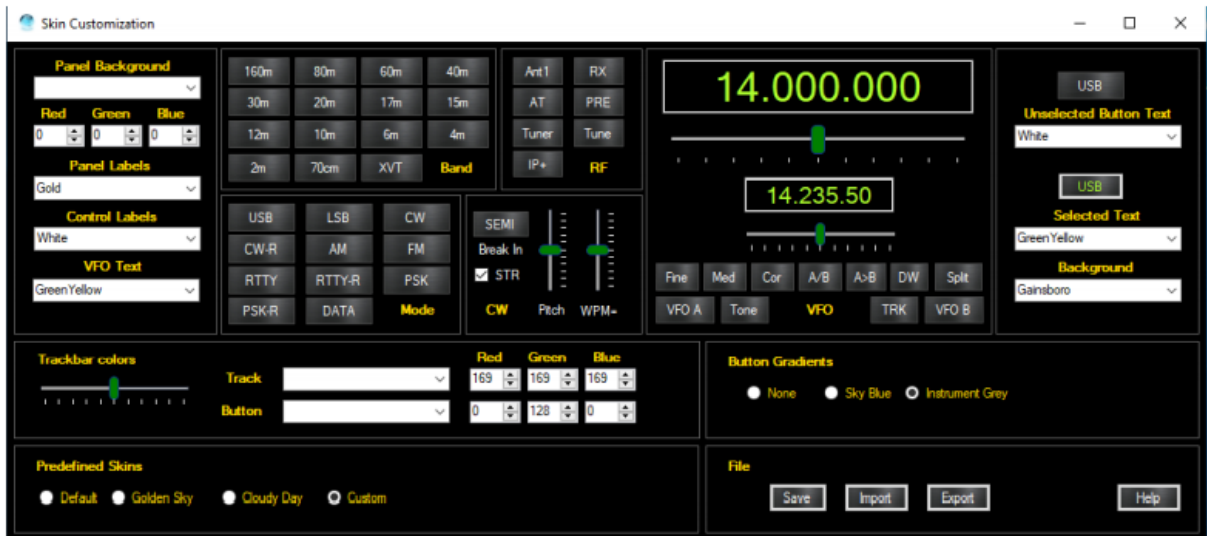 Skin Customization
Panel Background
Red Green Blue
0 0 0
Panel Labels
Gold
Control Labels
White
VFO Text
GreenYellow
160m 80m 60m 40m
30m 20m 17m 15m
12m 10m 6m 4m
2m 70cm XVT Band
Ant1 RX
AT PRE
Tuner Tune
IP+ RF
USB LSB CW
CW-R AM FM
RTTY RTTY-R PSK
PSK-R DATA Mode
SEMI
Break In
STR
CW Pitch WPM=
14.000.000
14.235.50
Fine Med Cor A/B A>B DW Split
VFO A Tone VFO TRK VFO B
USB
Unselected Button Text
White
USB
Selected Text
GreenYellow
Background
Gainsboro
Trackbar colors
Red Green Blue
Track 169 169 169
Button 0 128 0
Button Gradients
None Sky Blue Instrument Grey
Predefined Skins
Default Golden Sky Cloudy Day Custom
File
Save Import Export Help